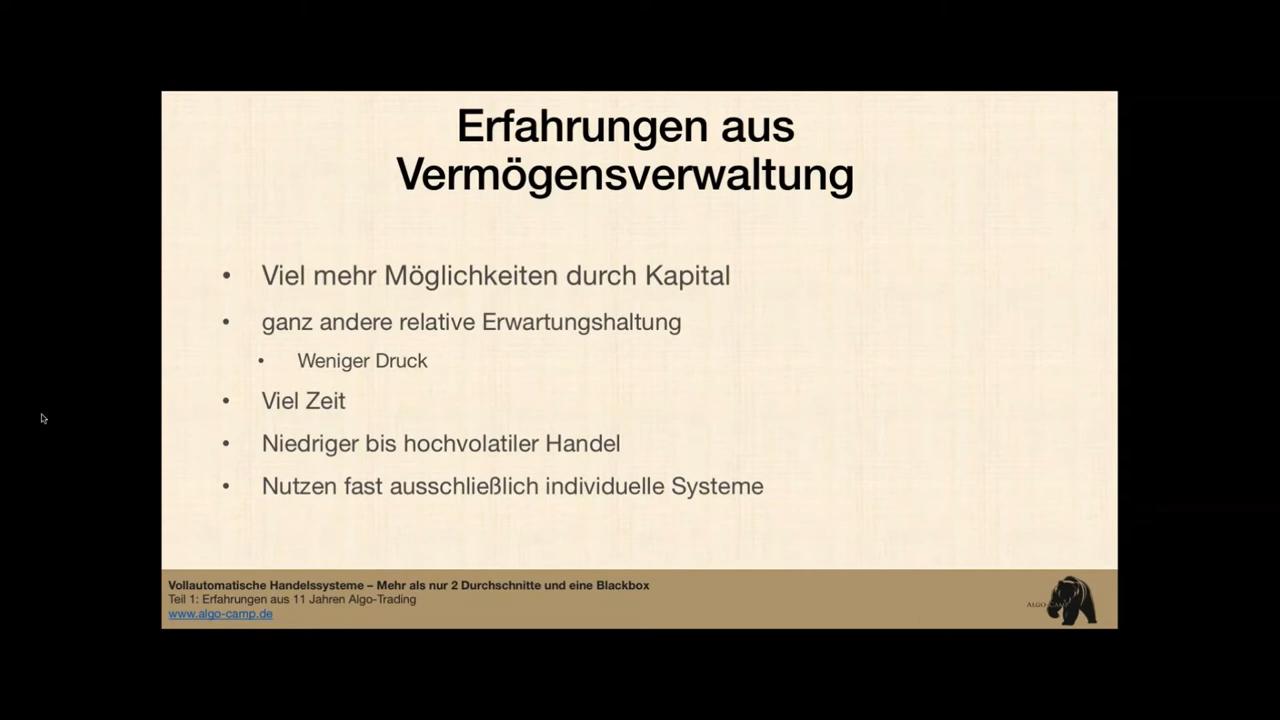 Erfahrungen aus
Vermögensverwaltung
• Viel mehr Möglichkeiten durch Kapital
• ganz andere relative Erwartungshaltung
• Weniger Druck
• Viel Zeit
• Niedriger bis hochvolatiler Handel
• Nutzen fast ausschließlich individuelle Systeme
Vollautomatische Handelssysteme – Mehr als nur 2 Durchschnitte und eine Blackbox
Teil 1: Erfahrungen aus 11 Jahren Algo-Trading
www.algo-camp.de